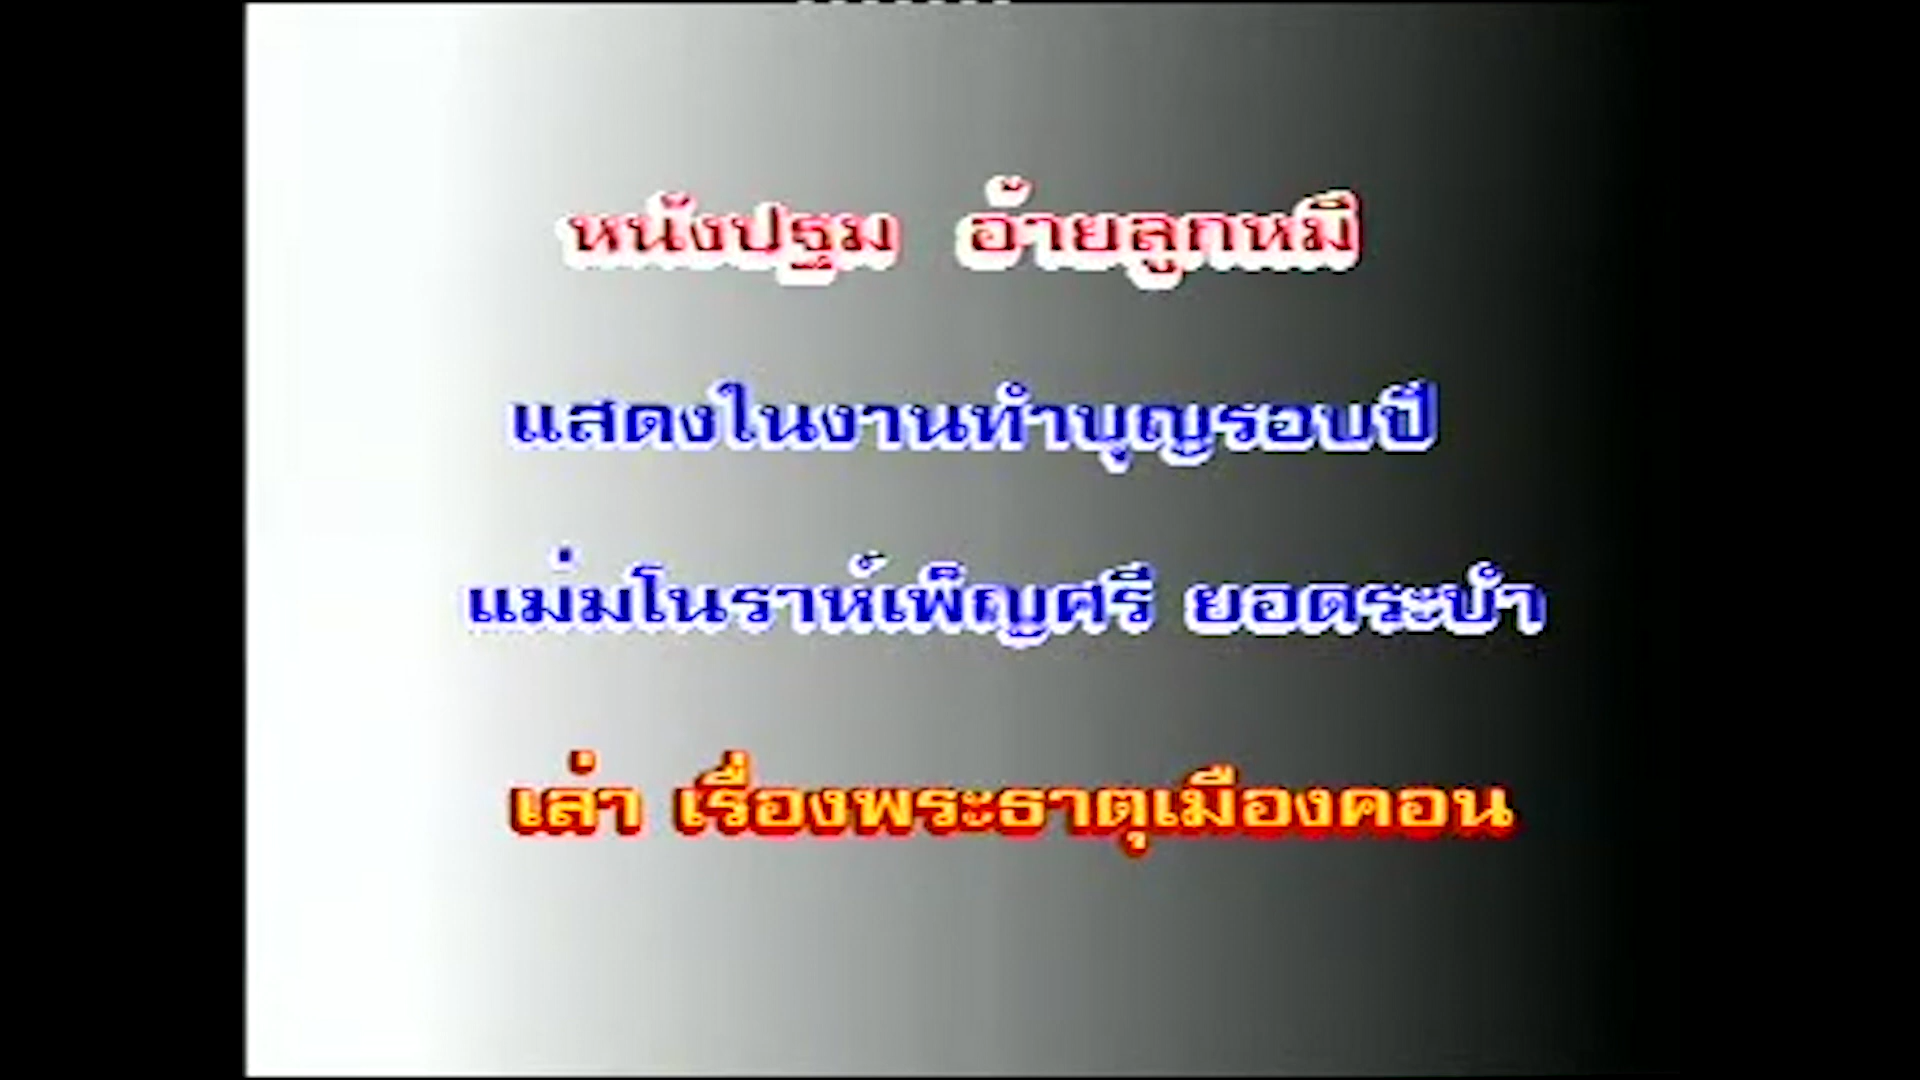 หนังปฐม อ้ายลูกหมี
แสดงในงานทำบุญรอบปี
แม่มโนราห์เพ็ญศรี ยอดระบำ
เล่า เรื่องพระธาตุเมืองคอน